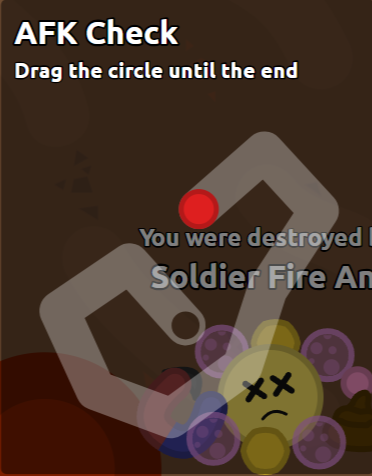 AFK Check
Drag the circle until the end
You were destroyed
Soldier Fire